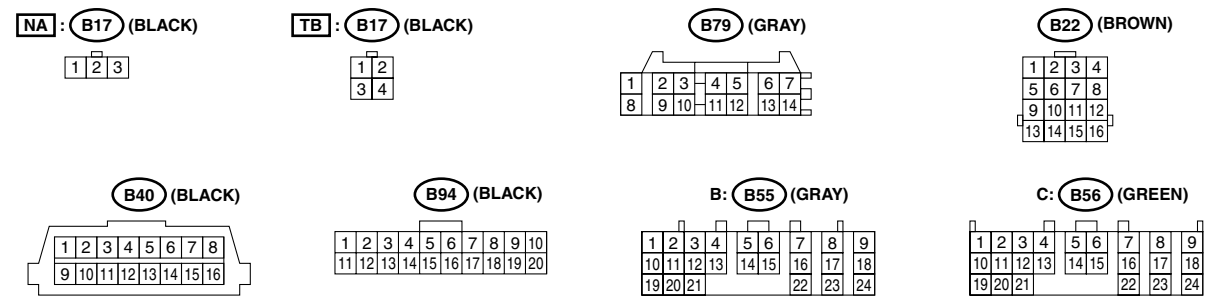 NA : B17 (BLACK)
1 2 3
TB : B17 (BLACK)
1 2
3 4
B79 (GRAY)
1 2 3 4 5 6 7
8 9 10 11 12 13 14
B22 (BROWN)
1 2 3 4
5 6 7 8
9 10 11 12
13 14 15 16
B40 (BLACK)
1 2 3 4 5 6 7 8
9 10 11 12 13 14 15 16
B94 (BLACK)
1 2 3 4 5 6 7 8 9 10
11 12 13 14 15 16 17 18 19 20
B: B55 (GRAY)
1 2 3 4 5 6 7 8 9
10 11 12 13 14 15 16 17 18
19 20 21 22 23 24
C: B56 (GREEN)
1 2 3 4 5 6 7 8 9
10 11 12 13 14 15 16 17 18
19 20 21 22 23 24